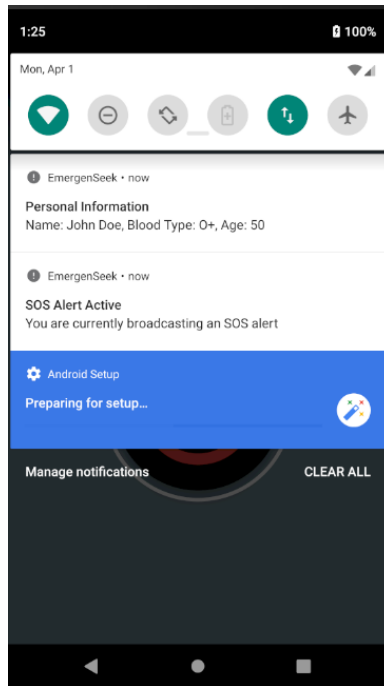 1:25 100%
Mon, Apr 1
EmergenSeek • now
Personal Information
Name: John Doe, Blood Type: O+, Age: 50
EmergenSeek • now
SOS Alert Active
You are currently broadcasting an SOS alert
Android Setup
Preparing for setup...
Manage notifications CLEAR ALL